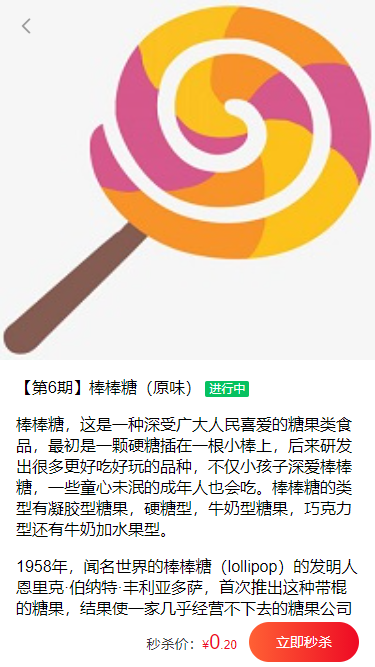 【第6期】棒棒糖（原味） 进行中
棒棒糖，这是一种深受广大人民喜爱的糖果类食
品，最初是一颗硬糖插在一根小棒上，后来研发
出很多更好吃好玩的品种，不仅小孩子深爱棒棒
糖，一些童心未泯的成年人也会吃。棒棒糖的类
型有凝胶型糖果，硬糖型，牛奶型糖果，巧克力
型还有牛奶加水果型。
1958年，闻名世界的棒棒糖（lollipop）的发明人
恩里克·伯纳特·丰利亚多萨，首次推出这种带棍
的糖果，结果使一家几乎经营不下去的糖果公司
秒杀价：¥0.20 立即秒杀